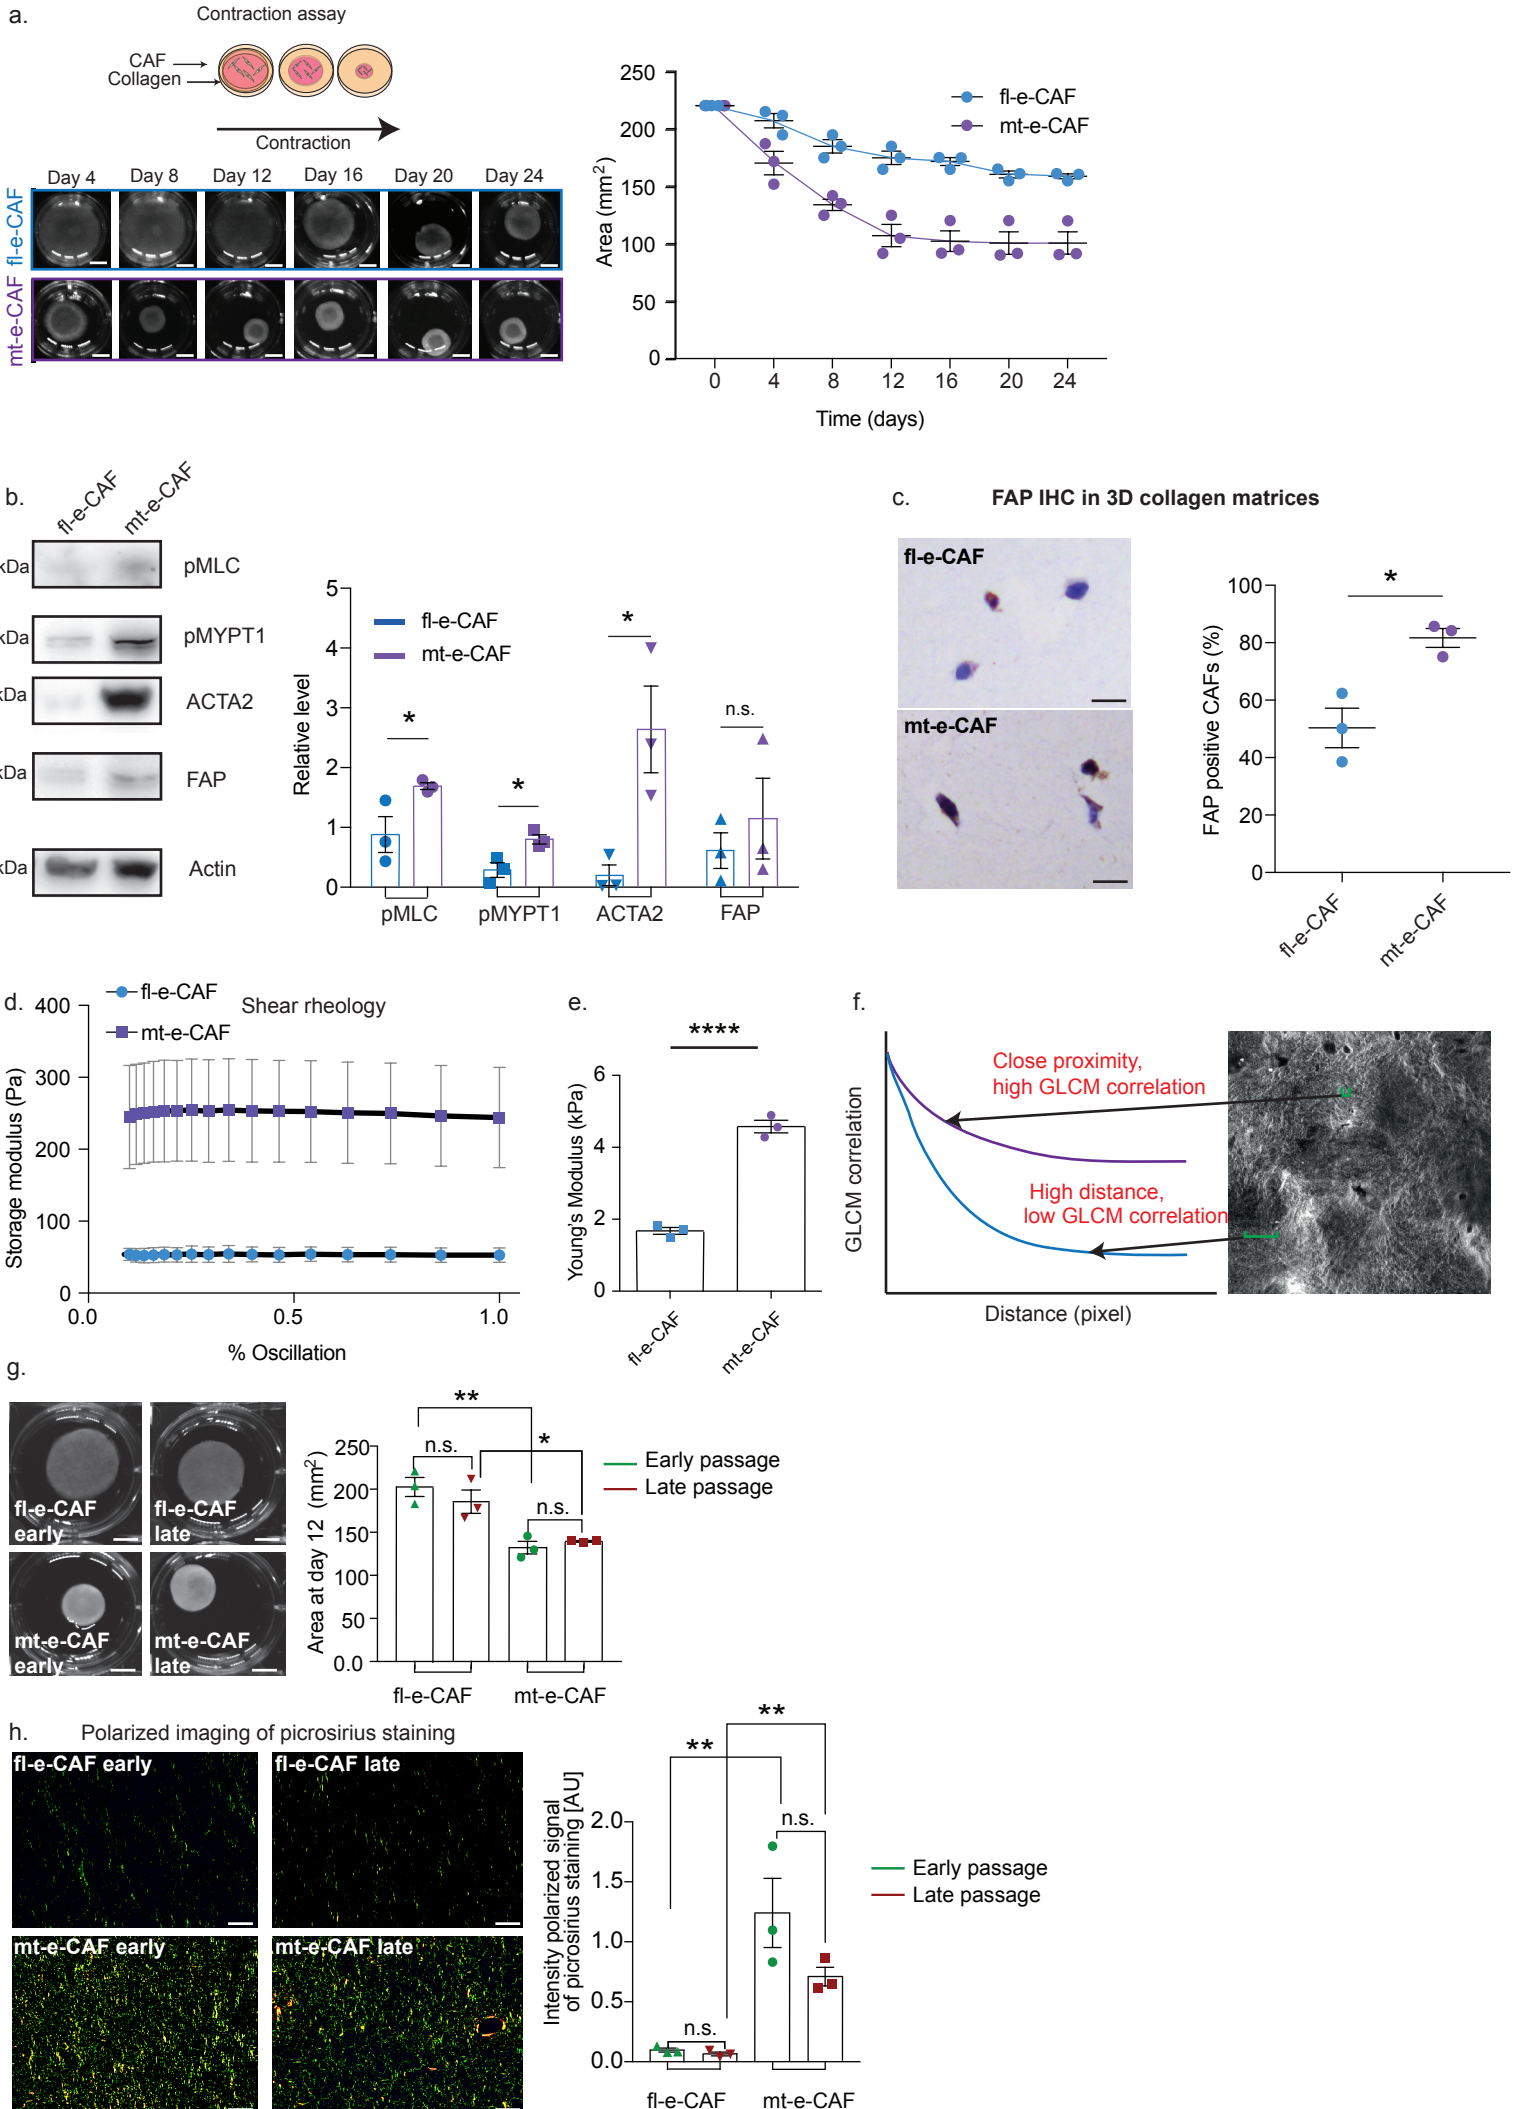 a.
Contraction assay
CAF
Collagen
Contraction
Day 4 Day 8 Day 12 Day 16 Day 20 Day 24
fl-e-CAF
mt-e-CAF
250
200
150
100
50
0
Area (mm2)
fl-e-CAF
mt-e-CAF
0 4 8 12 16 20 24
Time (days)
b.
fl-e-CAF
mt-e-CAF
kDa pMLC
kDa pMYPT1
kDa ACTA2
kDa FAP
kDa Actin
5
4
3
2
1
0
Relative level
fl-e-CAF
mt-e-CAF
*
*
*
n.s.
pMLC pMYPT1 ACTA2 FAP
c.
FAP IHC in 3D collagen matrices
fl-e-CAF
mt-e-CAF
100
80
60
40
20
0
FAP positive CAFs (%)
*
fl-e-CAF
mt-e-CAF
d.
Shear rheology
fl-e-CAF
mt-e-CAF
400
300
200
100
0
Storage modulus (Pa)
0.0 0.5 1.0
% Oscillation
e.
****
6
4
2
0
Young's Modulus (kPa)
fl-e-CAF
mt-e-CAF
f.
GLCM correlation
Close proximity,
high GLCM correlation
High distance,
low GLCM correlation
Distance (pixel)
g.
fl-e-CAF
early
fl-e-CAF
late
mt-e-CAF
early
mt-e-CAF
late
250
200
150
100
50
0.0
Area at day 12 (mm2)
**
n.s.
*
n.s.
Early passage
Late passage
fl-e-CAF mt-e-CAF
h.
Polarized imaging of picrosirius staining
fl-e-CAF early
fl-e-CAF late
mt-e-CAF early
mt-e-CAF late
Intensity polarized signal
of picrosirius staining [AU]
2.0
1.5
1.0
0.5
0.0
**
**
n.s.
n.s.
Early passage
Late passage
fl-e-CAF mt-e-CAF